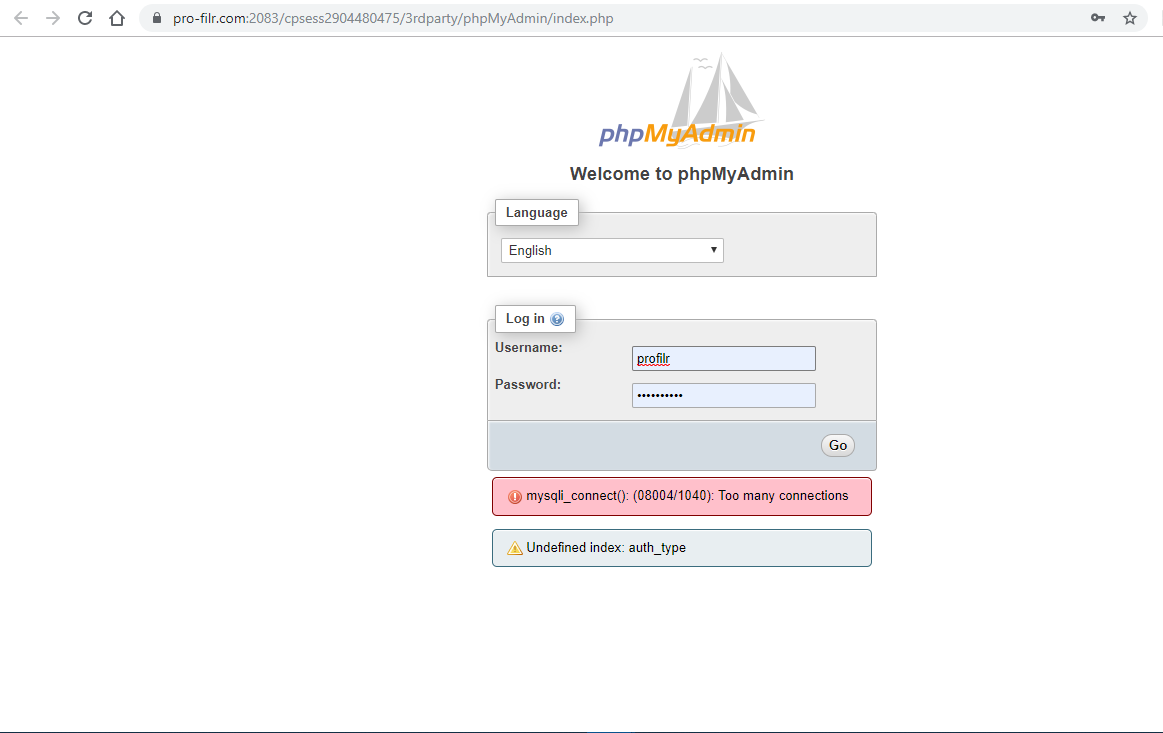 pro-filr.com:2083/cpsess2904480475/3rdparty/phpMyAdmin/index.php
phpMyAdmin
Welcome to phpMyAdmin
Language
English
Log in
Username:
profilr
Password:
••••••••••
Go
mysqli_connect(): (08004/1040): Too many connections
Undefined index: auth_type